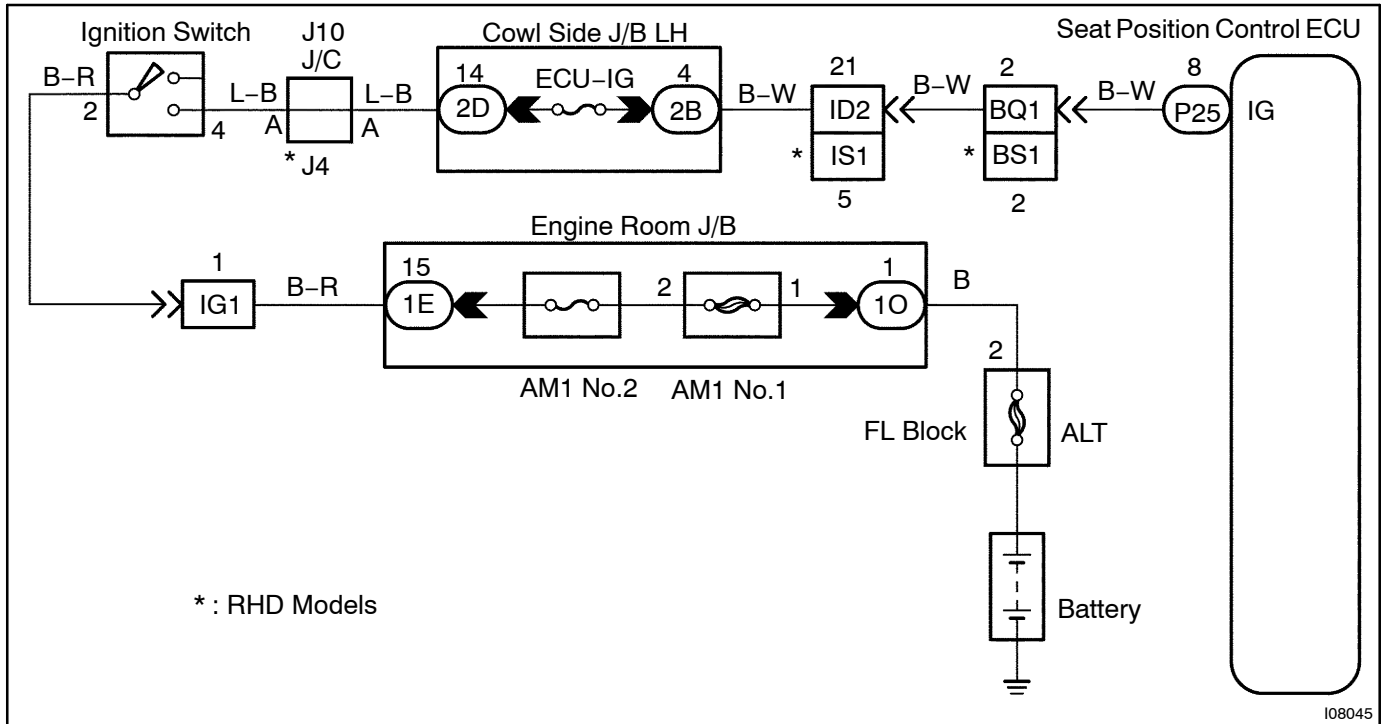 Ignition Switch
J10
J/C
Cowl Side J/B LH
Seat Position Control ECU
B–R
2
L–B
A
4
L–B
A
* J4
14
2D
ECU–IG
4
2B
B–W
21
ID2
* IS1
5
B–W
2
BQ1
* BS1
2
B–W
8
P25
IG
Engine Room J/B
1
IG1
B–R
15
1E
2
1
1
1O
B
AM1 No.2
AM1 No.1
2
FL Block
ALT
Battery
* : RHD Models
I08045